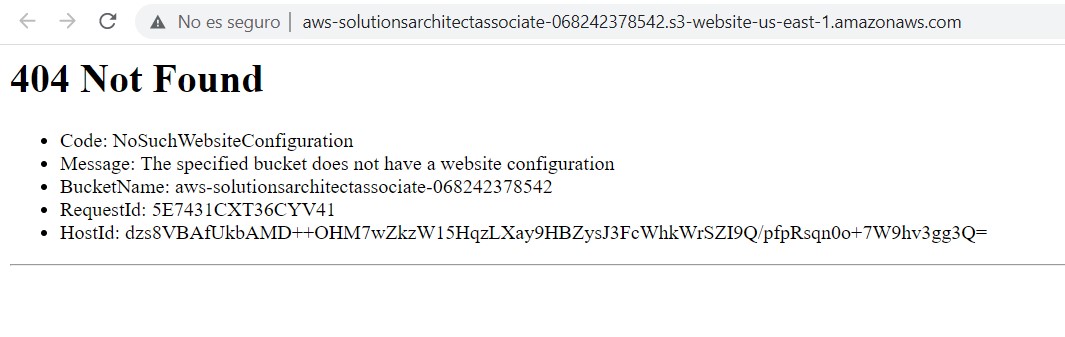 No es seguro | aws-solutionsarchitectassociate-068242378542.s3-website-us-east-1.amazonaws.com
404 Not Found
• Code: NoSuchWebsiteConfiguration
• Message: The specified bucket does not have a website configuration
• BucketName: aws-solutionsarchitectassociate-068242378542
• RequestId: 5E7431CXT36CYV41
• HostId: dzs8VBAfUkbAMD++OHM7wZkzW15HqzLXay9HBZysJ3FcWhkWrSZI9Q/pfpRsqn0o+7W9hv3gg3Q=